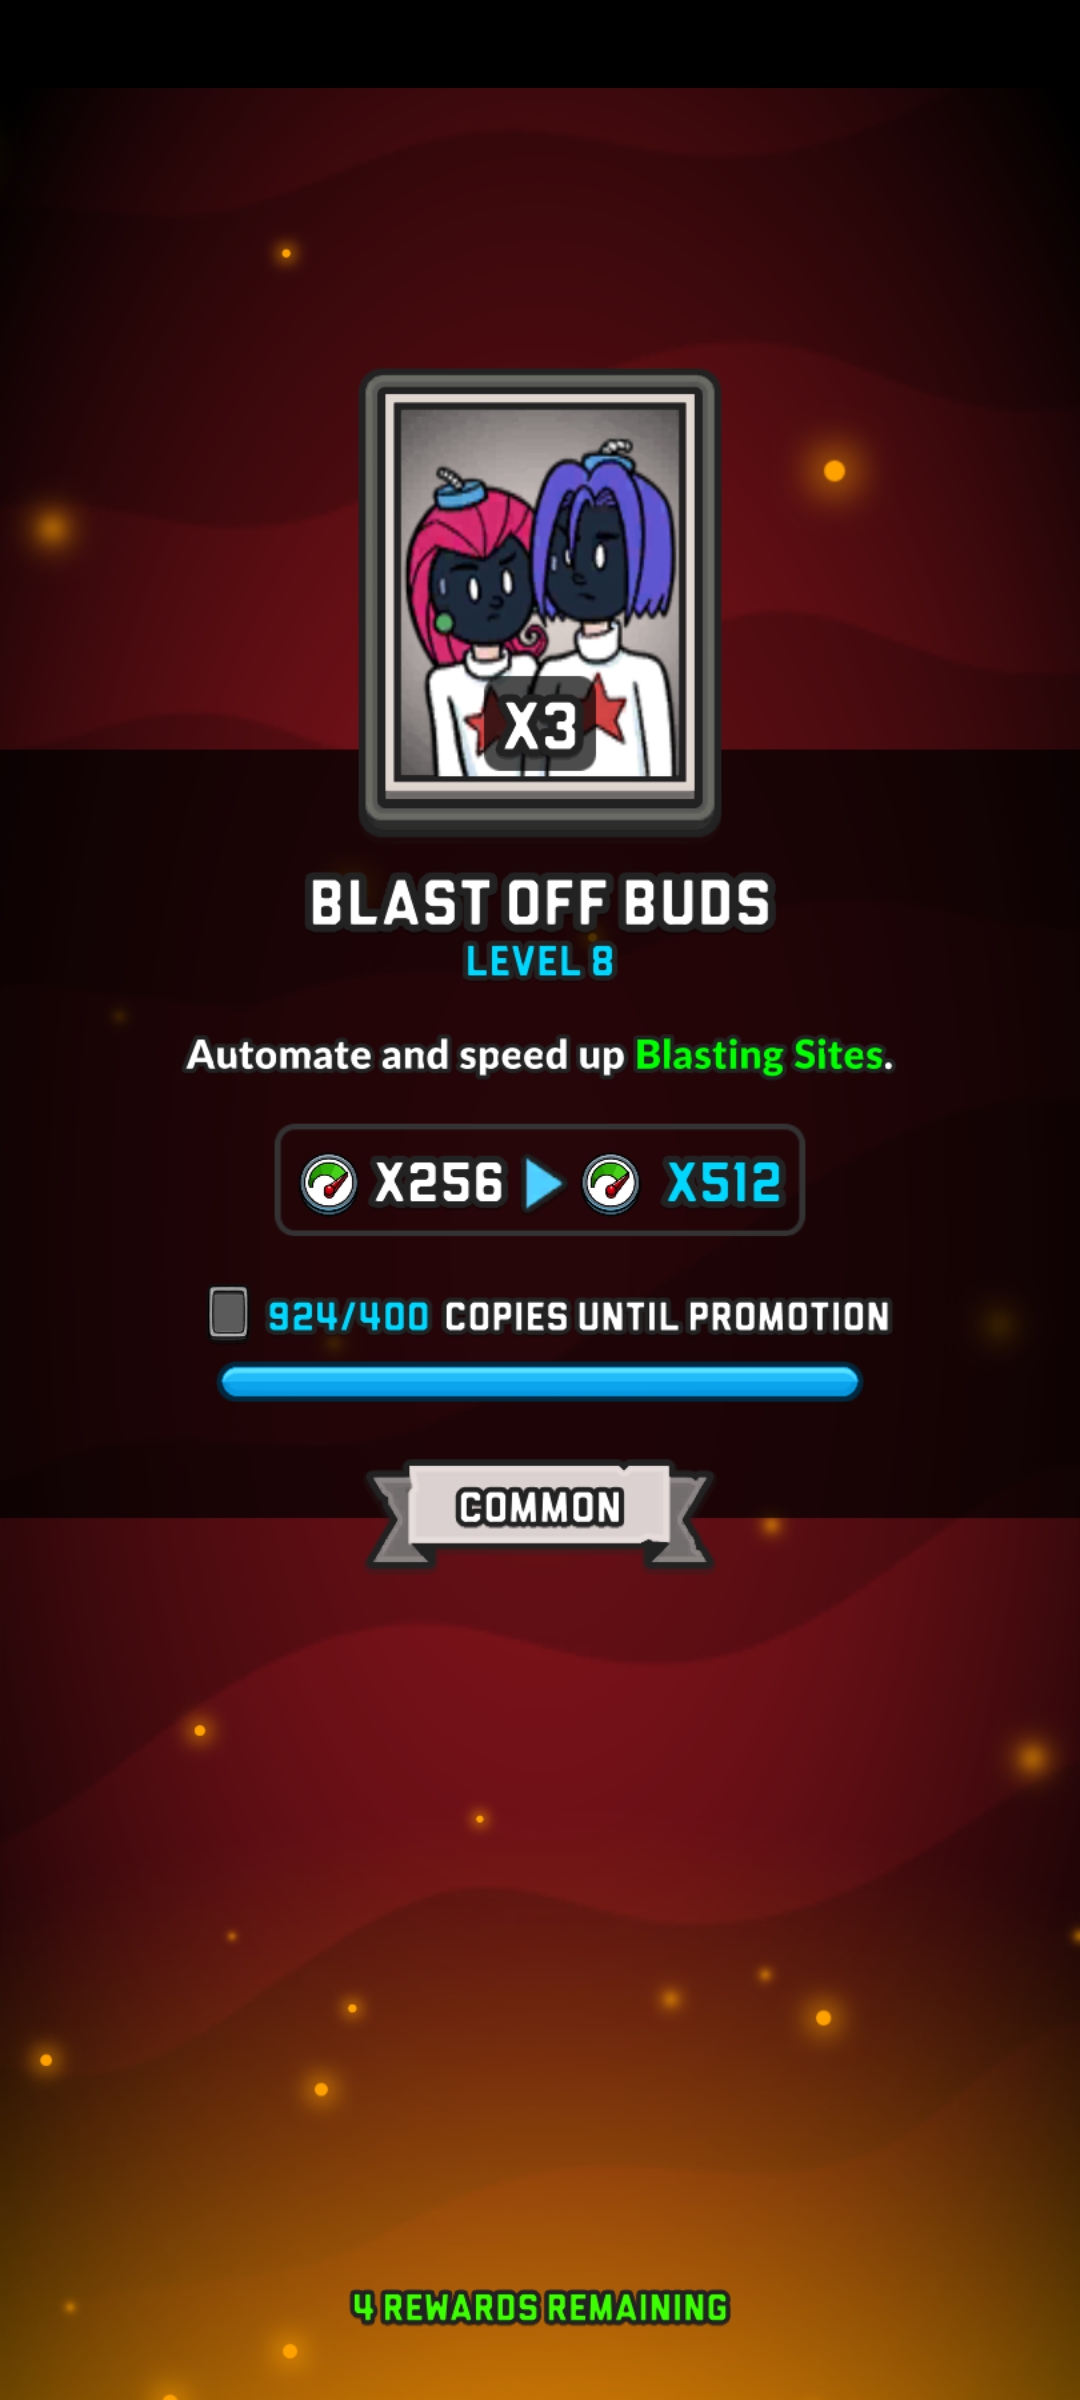 X3
BLAST OFF BUDS
LEVEL 8
Automate and speed up Blasting Sites.
X256 X512
924/400 COPIES UNTIL PROMOTION
COMMON
4 REWARDS REMAINING